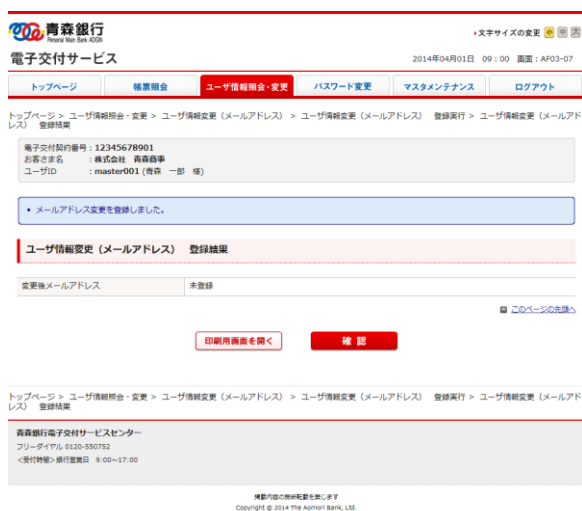 青森銀行
Personal Main Bank AOGIN
文字サイズの変更 小 中 大
電子交付サービス
2014年04月01日 09:00 画面:AF03-07
トップページ 帳票照会 ユーザ情報照会・変更 パスワード変更 マスタメンテナンス ログアウト
トップページ > ユーザ情報照会・変更 > ユーザ情報変更(メールアドレス) > ユーザ情報変更(メールアドレス) 登録実行 > ユーザ情報変更(メールアド
レス) 登録結果
電子交付契約番号:12345678901
お客さま名 :株式会社 青森商事
ユーザID :master001 (青森 一郎 様)
• メールアドレス変更を登録しました。
ユーザ情報変更(メールアドレス) 登録結果
変更後メールアドレス 未登録
このページの先頭へ
印刷用画面を開く 確 認
トップページ > ユーザ情報照会・変更 > ユーザ情報変更(メールアドレス) > ユーザ情報変更(メールアドレス) 登録実行 > ユーザ情報変更(メールアド
レス) 登録結果
青森銀行電子交付サービスセンター
フリーダイヤル 0120-550752
<受付時間> 銀行営業日 9:00~17:00
掲載内容の無断転載を禁じます
Copyright © 2014 The Aomori Bank, Ltd.